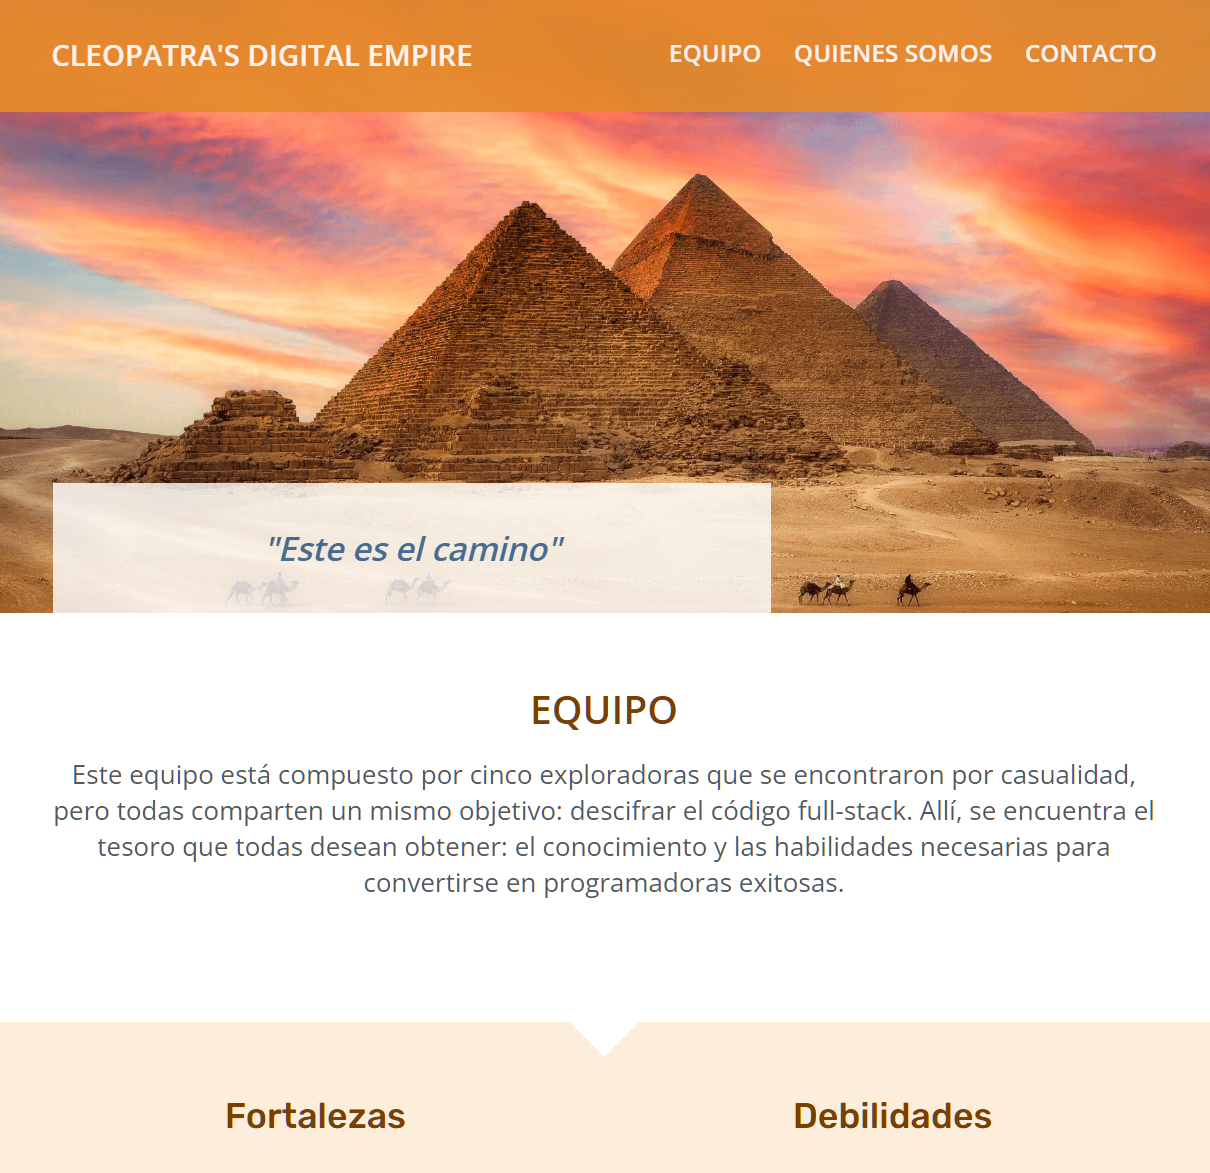 CLEOPATRA'S DIGITAL EMPIRE
EQUIPO QUIENES SOMOS CONTACTO
"Este es el camino"
EQUIPO
Este equipo está compuesto por cinco exploradoras que se encontraron por casualidad,
pero todas comparten un mismo objetivo: descifrar el código full-stack. Allí, se encuentra el
tesoro que todas desean obtener: el conocimiento y las habilidades necesarias para
convertirse en programadoras exitosas.
Fortalezas
Debilidades